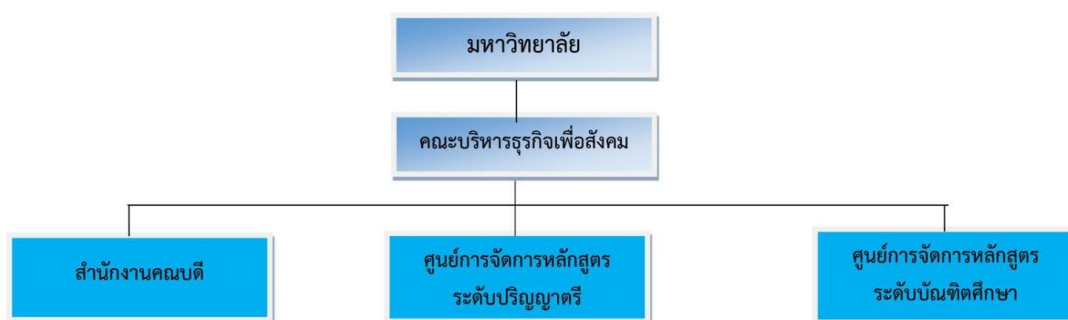 มหาวิทยาลัย
คณะบริหารธุรกิจเพื่อสังคม
สำนักงานคณบดี
ศูนย์การจัดการหลักสูตร
ระดับปริญญาตรี
ศูนย์การจัดการหลักสูตร
ระดับบัณฑิตศึกษา